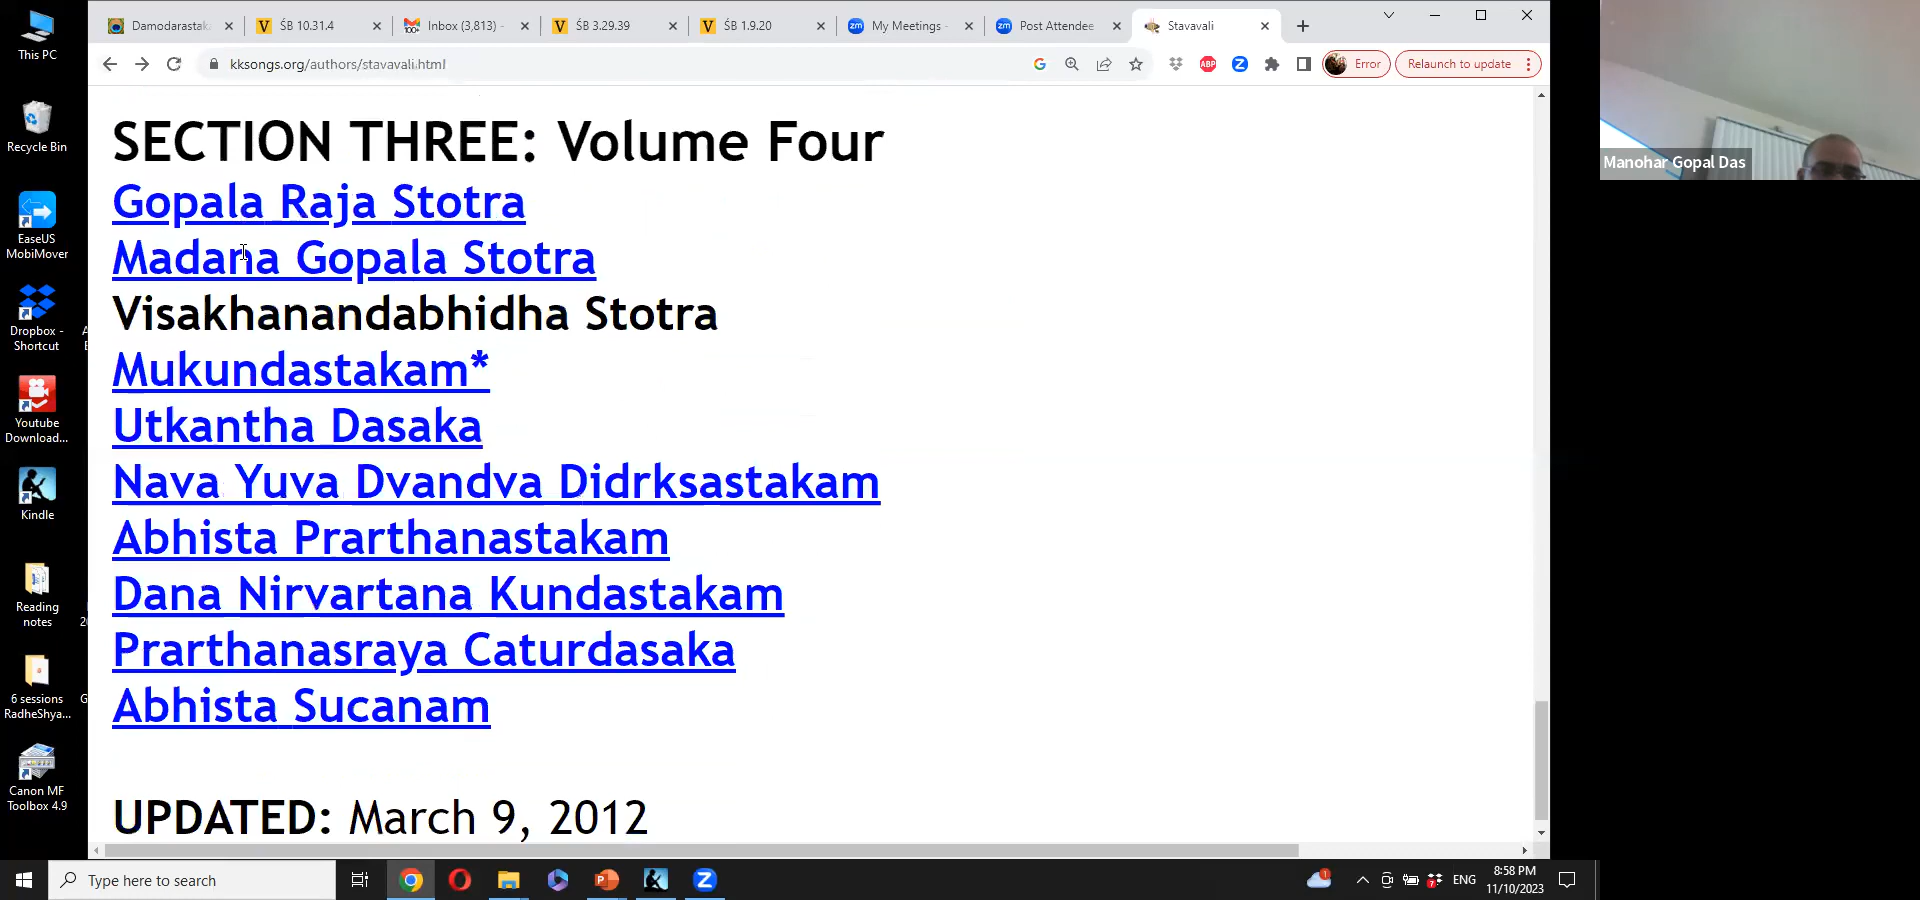 This PC
Recycle Bin
EaseUS
MobiMover
Dropbox -
Shortcut
Youtube
Download...
Kindle
Reading
notes
6 sessions
RadheShya...
Canon MF
Toolbox 4.9
Damodarastak
ŚB 10.31.4
Inbox (3,813) -
ŚB 3.29.39
ŚB 1.9.20
My Meetings -
Post Attendee
Stavavali
kksongs.org/authors/stavavali.html
Error
Relaunch to update
SECTION THREE: Volume Four
Gopala Raja Stotra
Madana Gopala Stotra
Visakhanandabhidha Stotra
Mukundastakam*
Utkantha Dasaka
Nava Yuva Dvandva Didrksastakam
Abhista Prarthanastakam
Dana Nirvartana Kundastakam
Prarthanasraya Caturdasaka
Abhista Sucanam
UPDATED: March 9, 2012
Manohar Gopal Das
Type here to search
ENG
8:58 PM
11/10/2023